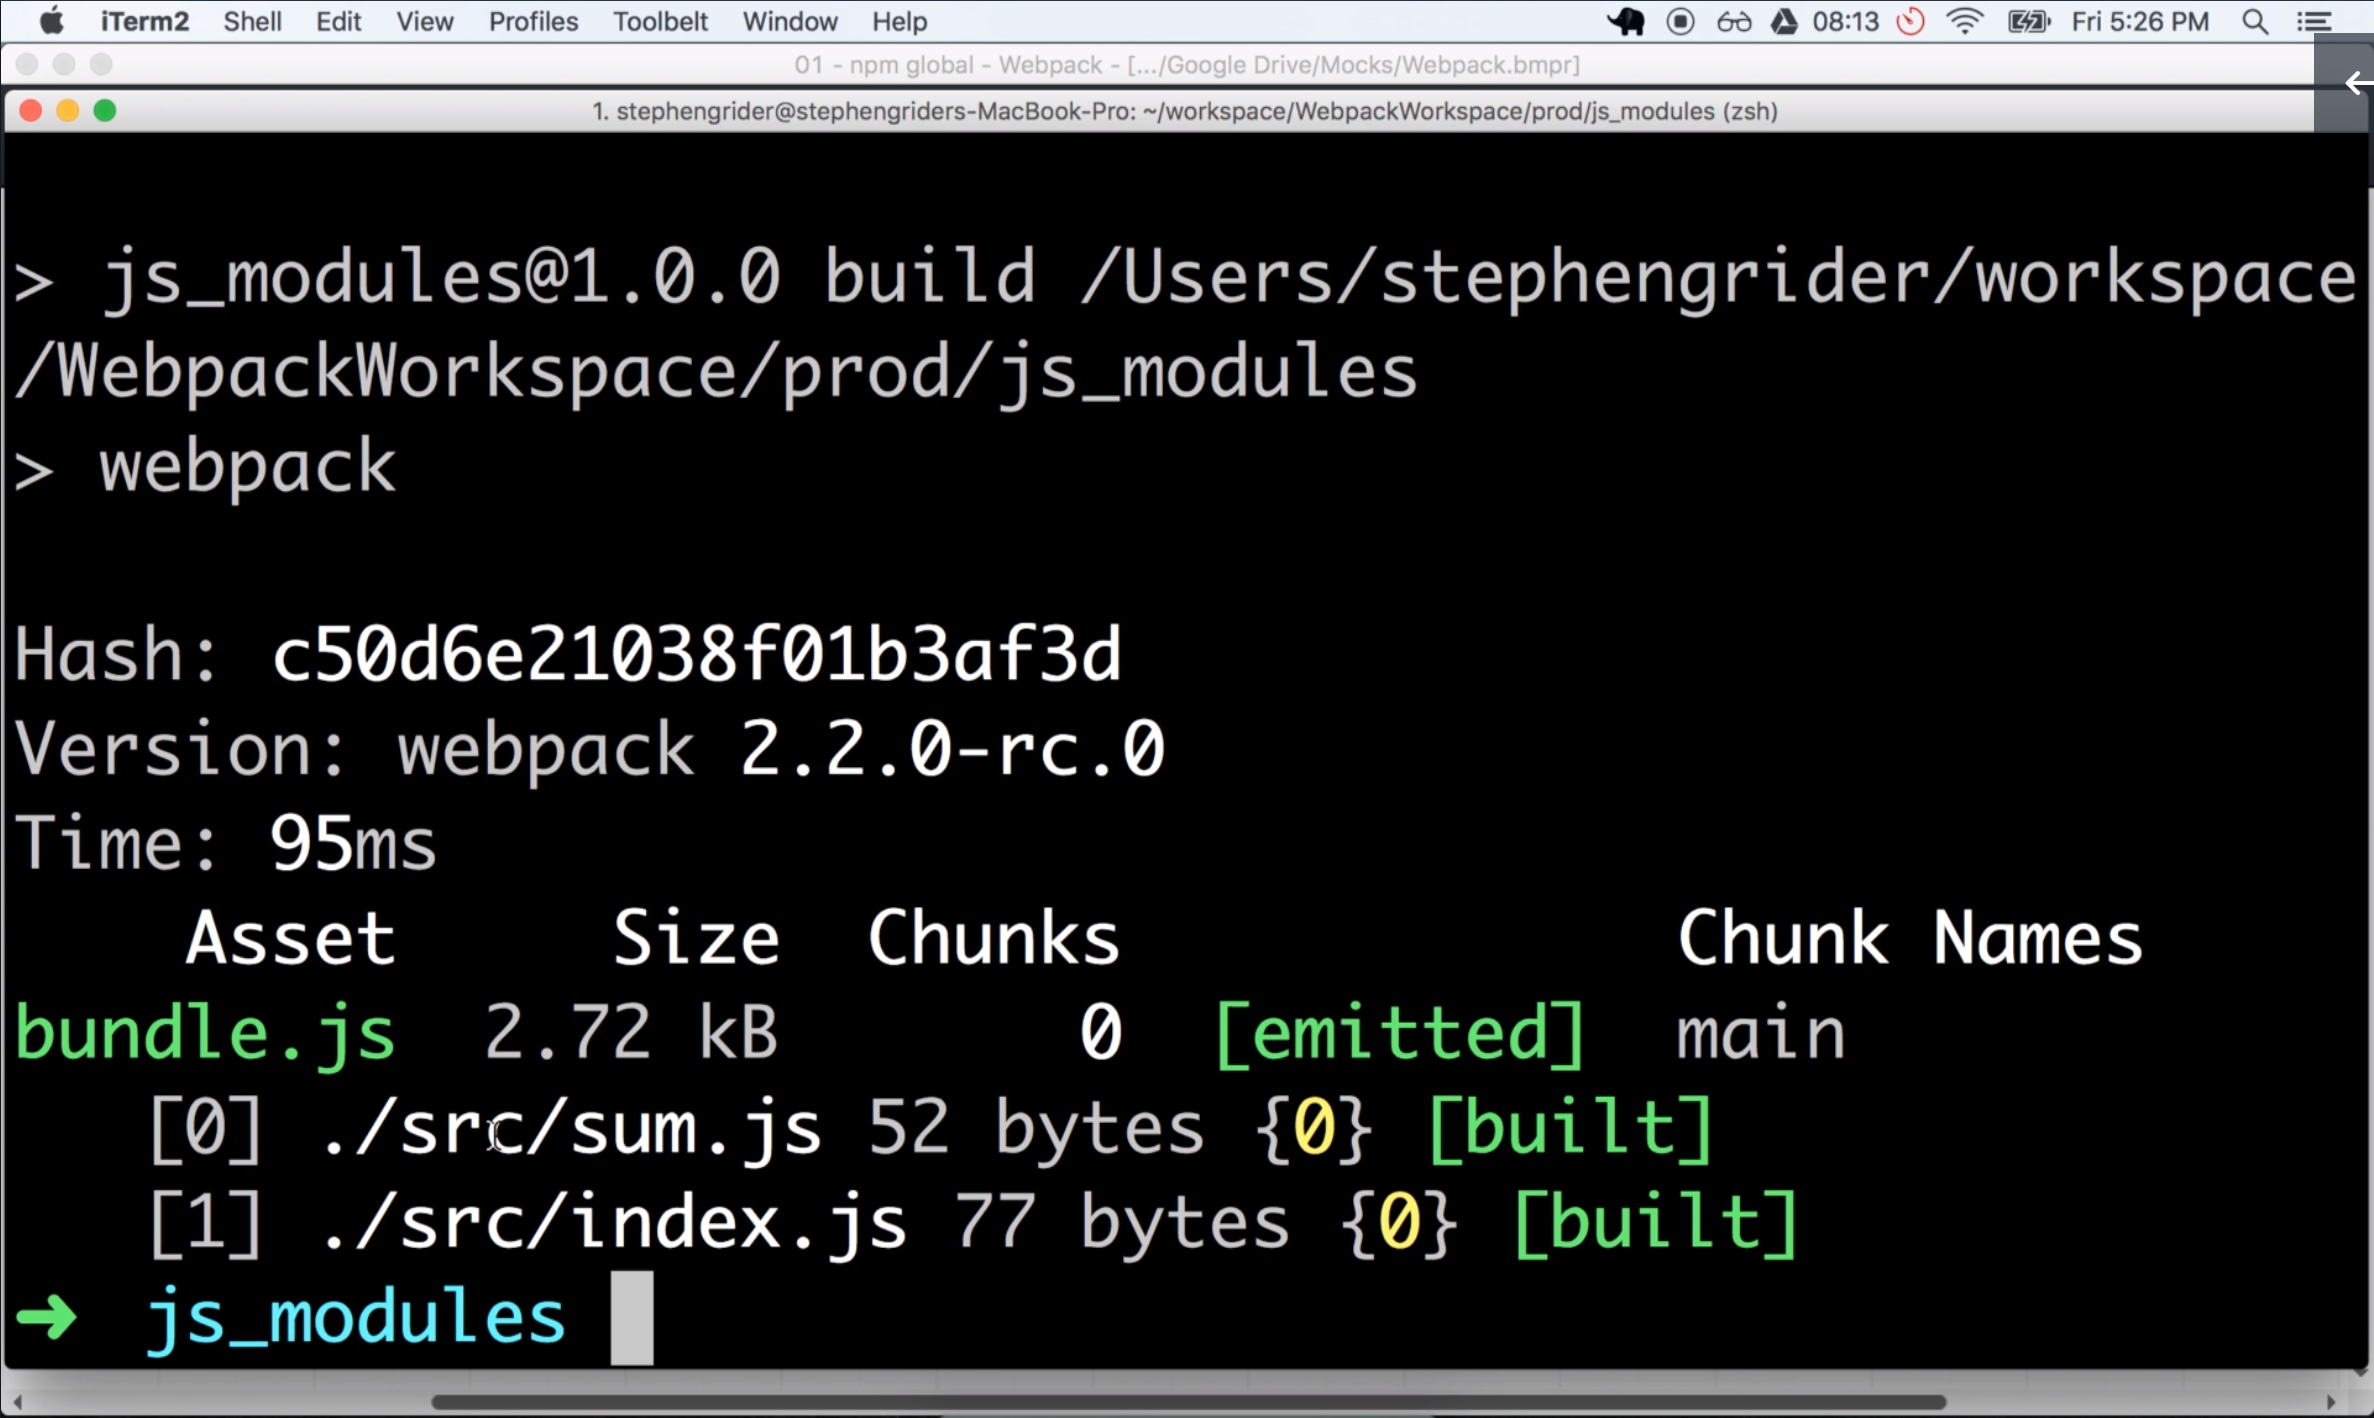 iTerm2 Shell Edit View Profiles Toolbelt Window Help 08:13 Fri 5:26 PM
01 - npm global - Webpack - [.../Google Drive/Mocks/Webpack.bmpr]
1. stephengrider@stephengriders-MacBook-Pro: ~/workspace/WebpackWorkspace/prod/js_modules (zsh)
> js_modules@1.0.0 build /Users/stephengrider/workspace
/WebpackWorkspace/prod/js_modules
> webpack
Hash: c50d6e21038f01b3af3d
Version: webpack 2.2.0-rc.0
Time: 95ms
Asset Size Chunks Chunk Names
bundle.js 2.72 kB 0 [emitted] main
[0] ./src/sum.js 52 bytes {0} [built]
[1] ./src/index.js 77 bytes {0} [built]
➜ js_modules